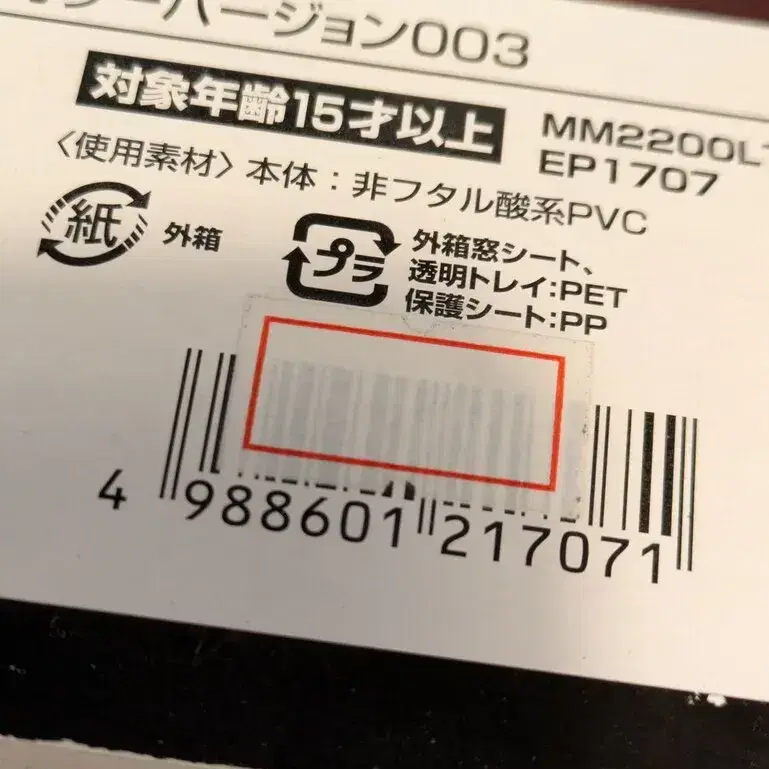 ーバージョン003
対象年齢15才以上
MM2200L
EP1707
〈使用素材〉本体：非フタル酸系PVC
紙
外箱
プラ
外箱窓シート、
透明トレイ:PET
保護シート:PP
4 988601 217071